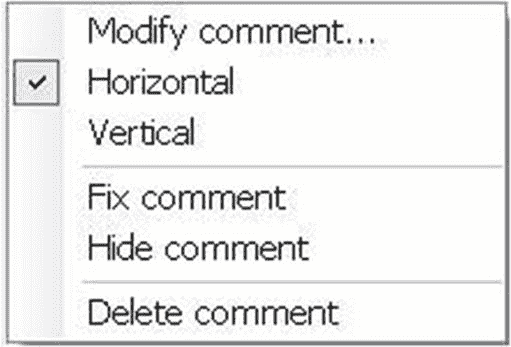 Modify comment...
Horizontal
Vertical
Fix comment
Hide comment
Delete comment